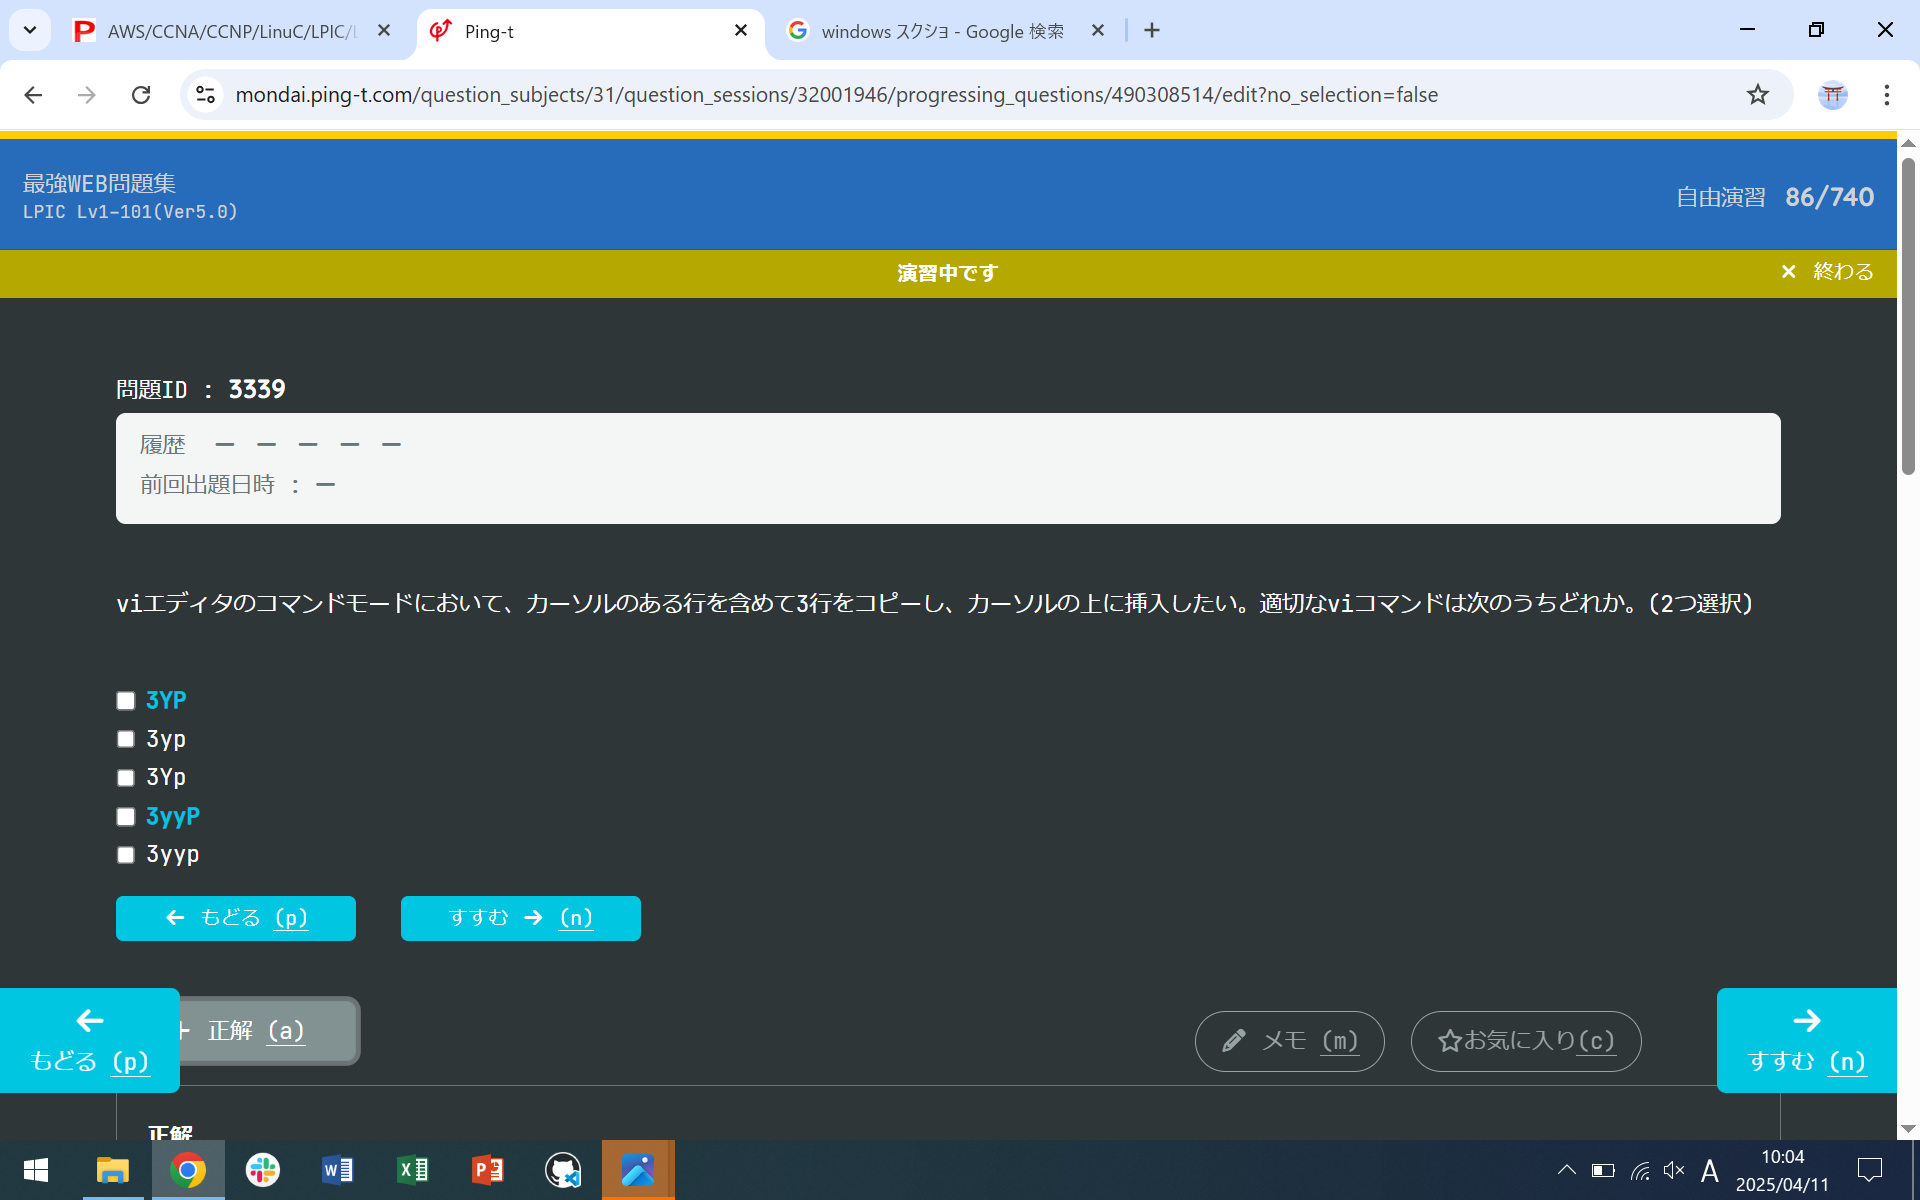 AWS/CCNA/CCNP/LinuC/LPIC/
Ping-t
windows スクショ - Google 検索
mondai.ping-t.com/question_subjects/31/question_sessions/32001946/progressing_questions/490308514/edit?no_selection=false
最強WEB問題集
LPIC Lv1-101(Ver5.0)
自由演習 86/740
演習中です
× 終わる
問題ID : 3339
履歴 ー ー ー ー ー
前回出題日時 : ー
viエディタのコマンドモードにおいて、カーソルのある行を含めて3行をコピーし、カーソルの上に挿入したい。適切なviコマンドは次のうちどれか。(2つ選択)
3YP
3yp
3Yp
3yyP
3yyp
← もどる (p)
すすむ → (n)
← もどる (p)
+ 正解 (a)
メモ (m)
☆お気に入り(c)
→ すすむ (n)
正解
A
10:04
2025/04/11